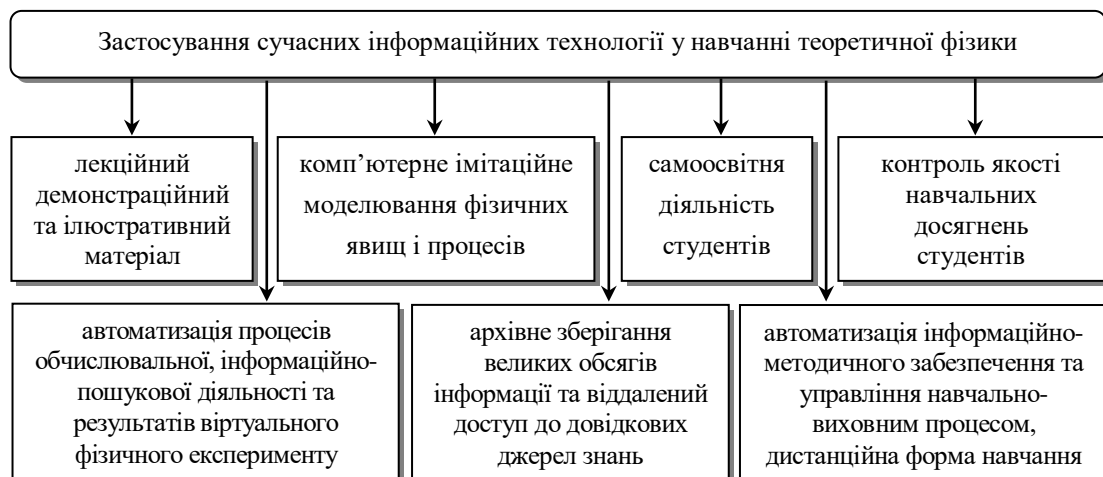 Застосування сучасних інформаційних технології у навчанні теоретичної фізики
лекційний
демонстраційний
та ілюстративний
матеріал
комп’ютерне імітаційне
моделювання фізичних
явищ і процесів
самоосвітня
діяльність
студентів
контроль якості
навчальних
досягнень
студентів
автоматизація процесів
обчислювальної, інформаційно-
пошукової діяльності та
результатів віртуального
фізичного експерименту
архівне зберігання
великих обсягів
інформації та віддалений
доступ до довідкових
джерел знань
автоматизація інформаційно-
методичного забезпечення та
управління навчально-
виховним процесом,
дистанційна форма навчання